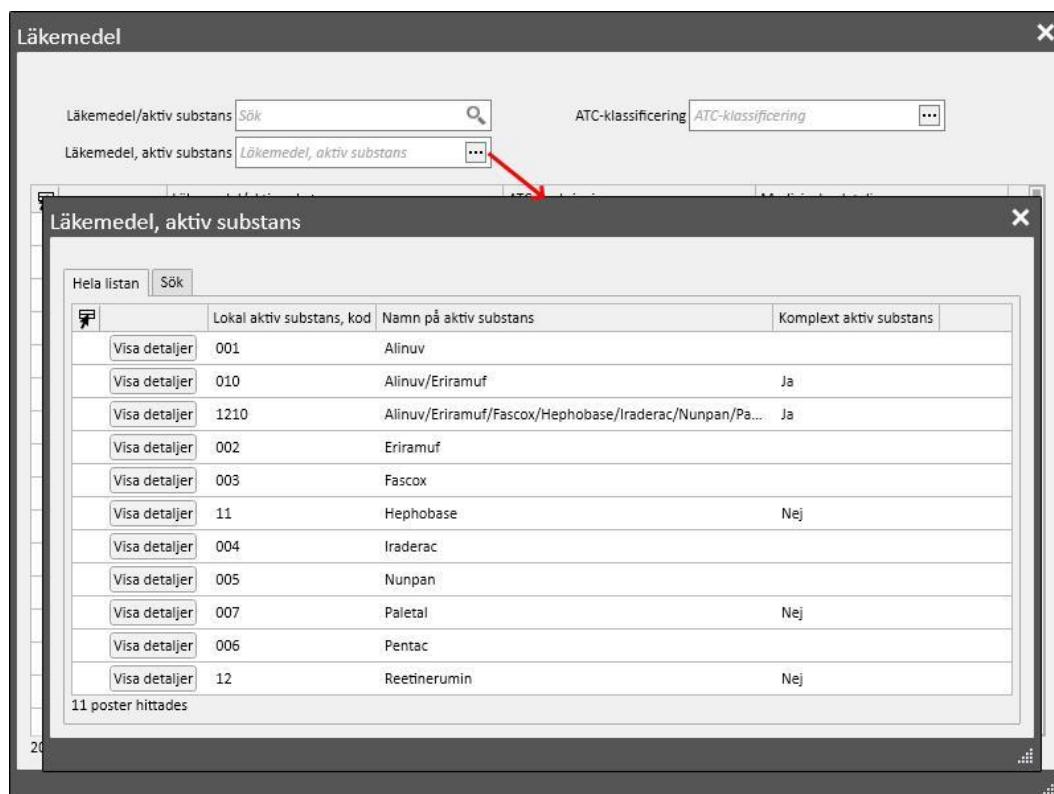 Läkemedel
Läkemedel/aktiv substans Sök ATC-klassificering ATC-klassificering
Läkemedel, aktiv substans Läkemedel, aktiv substans
Läkemedel, aktiv substans
Hela listan Sök
Lokal aktiv substans, kod Namn på aktiv substans Komplext aktiv substans
Visa detaljer 001 Alinuv
Visa detaljer 010 Alinuv/Eriramuf Ja
Visa detaljer 1210 Alinuv/Eriramuf/Fascox/Hephobase/Iraderac/Nunpan/Pa... Ja
Visa detaljer 002 Eriramuf
Visa detaljer 003 Fascox
Visa detaljer 11 Hephobase Nej
Visa detaljer 004 Iraderac
Visa detaljer 005 Nunpan
Visa detaljer 007 Paletal Nej
Visa detaljer 006 Pentac
Visa detaljer 12 Reetinerumin Nej
11 poster hittades